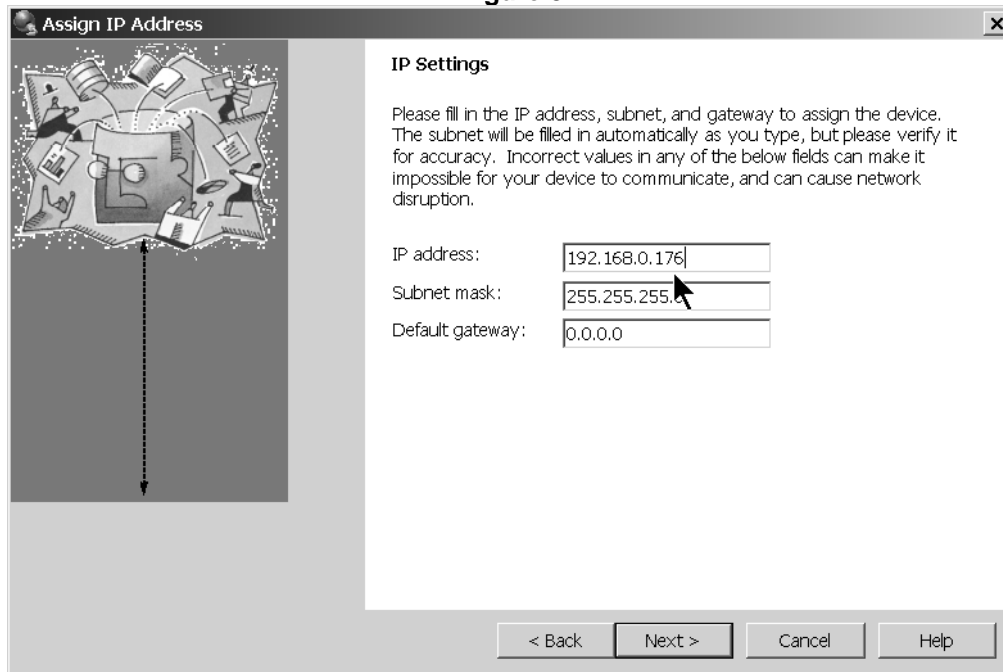 Assign IP Address
IP Settings
Please fill in the IP address, subnet, and gateway to assign the device.
The subnet will be filled in automatically as you type, but please verify it
for accuracy. Incorrect values in any of the below fields can make it
impossible for your device to communicate, and can cause network
disruption.
IP address: 192.168.0.176
Subnet mask: 255.255.255.
Default gateway: 0.0.0.0
< Back Next > Cancel Help